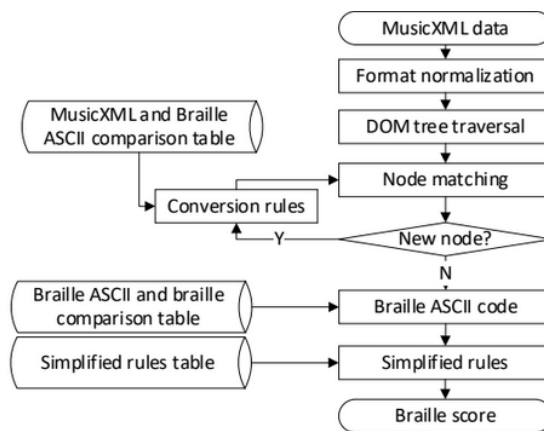 MusicXML data
Format normalization
MusicXML and Braille
ASCII comparison table
DOM tree traversal
Node matching
Conversion rules
New node?
Y
N
Braille ASCII and braille
comparison table
Braille ASCII code
Simplified rules table
Simplified rules
Braille score